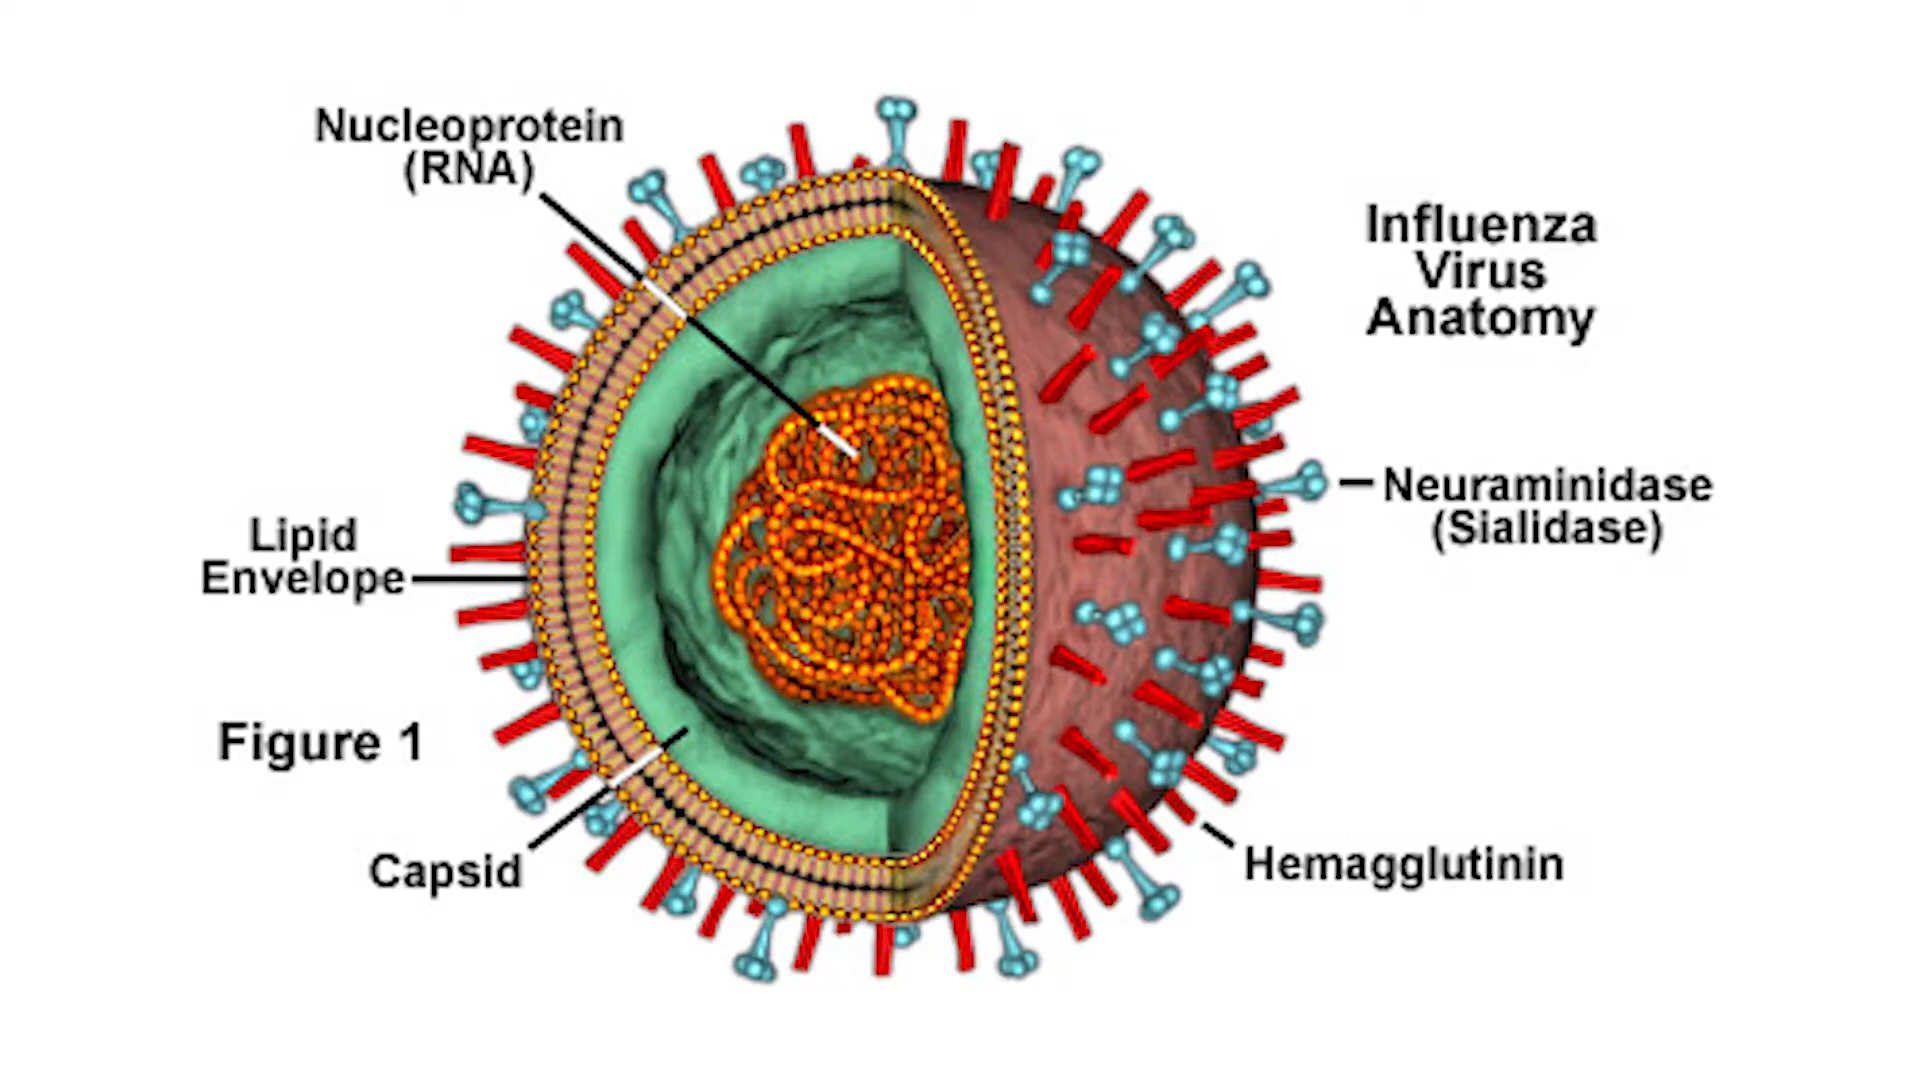 Nucleoprotein
(RNA)
Influenza
Virus
Anatomy
Neuraminidase
(Sialidase)
Lipid
Envelope
Figure 1
Capsid
Hemagglutinin